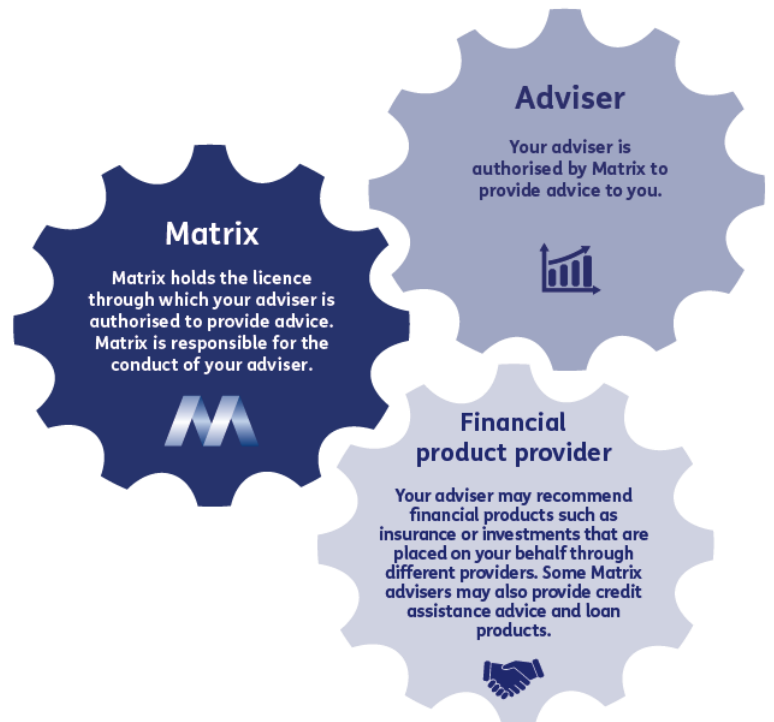 Matrix
Matrix holds the licence
through which your adviser is
authorised to provide advice.
Matrix is responsible for the
conduct of your adviser.
Adviser
Your adviser is
authorised by Matrix to
provide advice to you.
Financial
product provider
Your adviser may recommend
financial products such as
insurance or investments that are
placed on your behalf through
different providers. Some Matrix
advisers may also provide credit
assistance advice and loan
products.